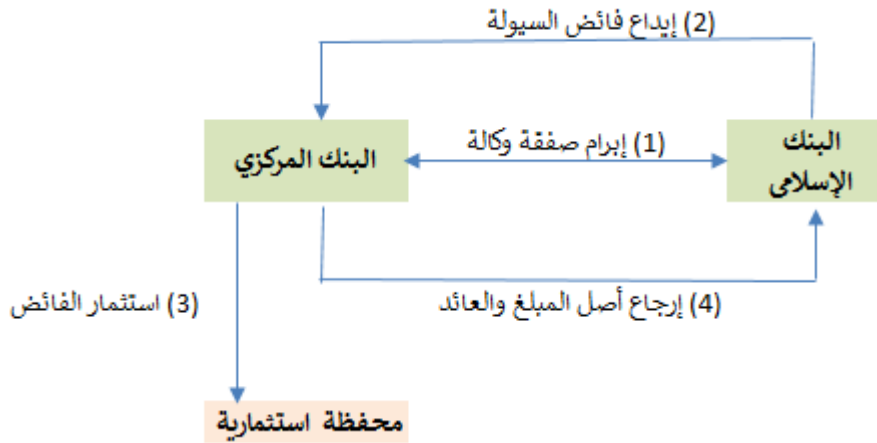 (2) إيداع فائض السيولة
البنك
الإسلامى
(1) إبرام صفقة وكالة
البنك المركزي
(3) استثمار الفائض
(4) إرجاع أصل المبلغ والعائد
محفظة استثمارية